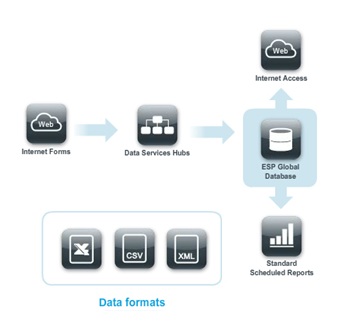 Web
Internet Access
Web
Internet Forms
Data Services Hubs
ESP Global
Database
Standard
Scheduled Reports
X
CSV
XML
Data formats